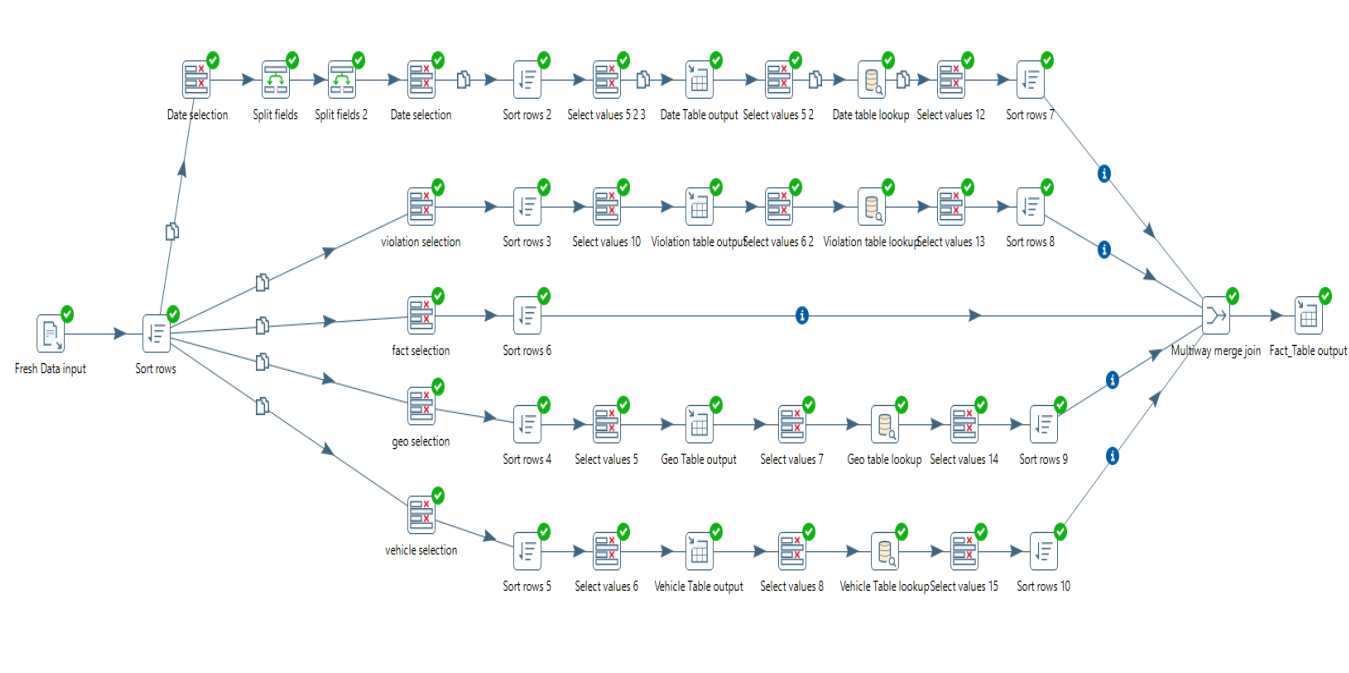 Date selection
Split fields
Split fields 2
Date selection
Sort rows 2
Select values 5 2 3
Date Table output
Select values 5 2
Date table lookup
Select values 12
Sort rows 7
violation selection
Sort rows 3
Select values 10
Violation table output
Select values 6 2
Violation table lookup
Select values 13
Sort rows 8
Fresh Data input
Sort rows
fact selection
Sort rows 6
Multiway merge join
Fact_Table output
geo selection
Sort rows 4
Select values 5
Geo Table output
Select values 7
Geo table lookup
Select values 14
Sort rows 9
vehicle selection
Sort rows 5
Select values 6
Vehicle Table output
Select values 8
Vehicle Table lookup
Select values 15
Sort rows 10